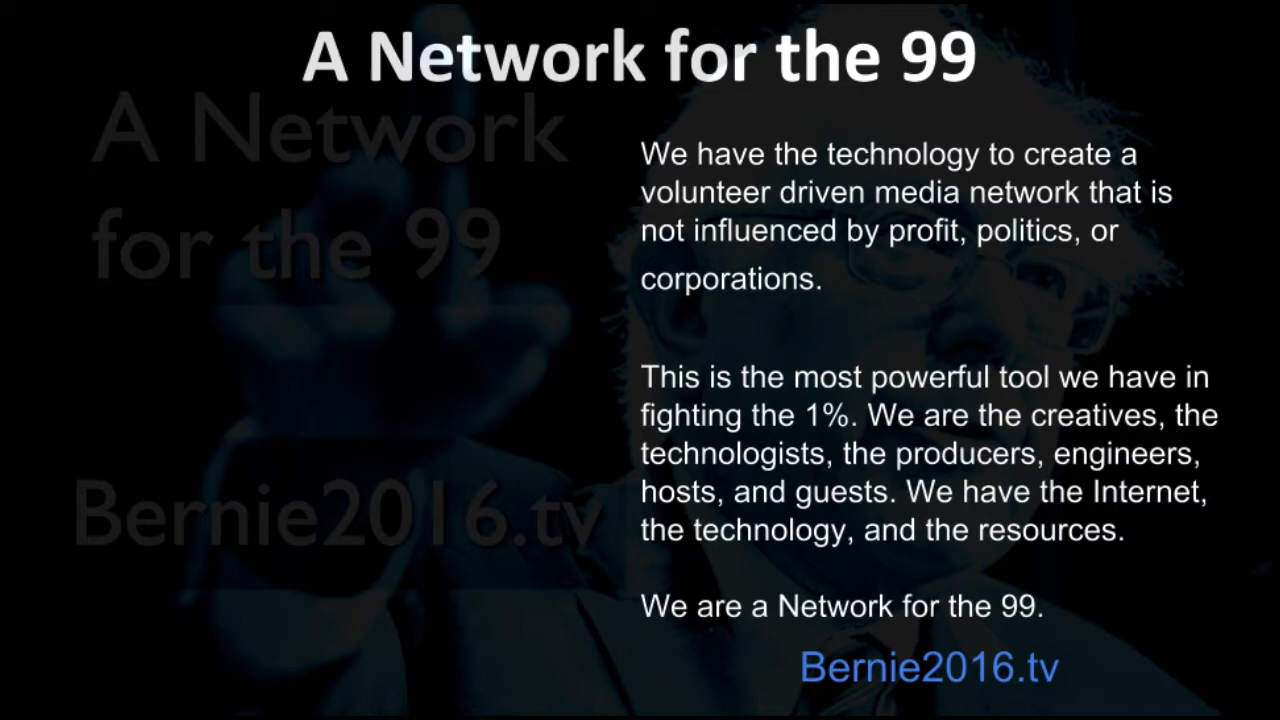 A Network for the 99
A Network
for the 99
Bernie2016.tv
We have the technology to create a
volunteer driven media network that is
not influenced by profit, politics, or
corporations.
This is the most powerful tool we have in
fighting the 1%. We are the creatives, the
technologists, the producers, engineers,
hosts, and guests. We have the Internet,
the technology, and the resources.
We are a Network for the 99.
Bernie2016.tv